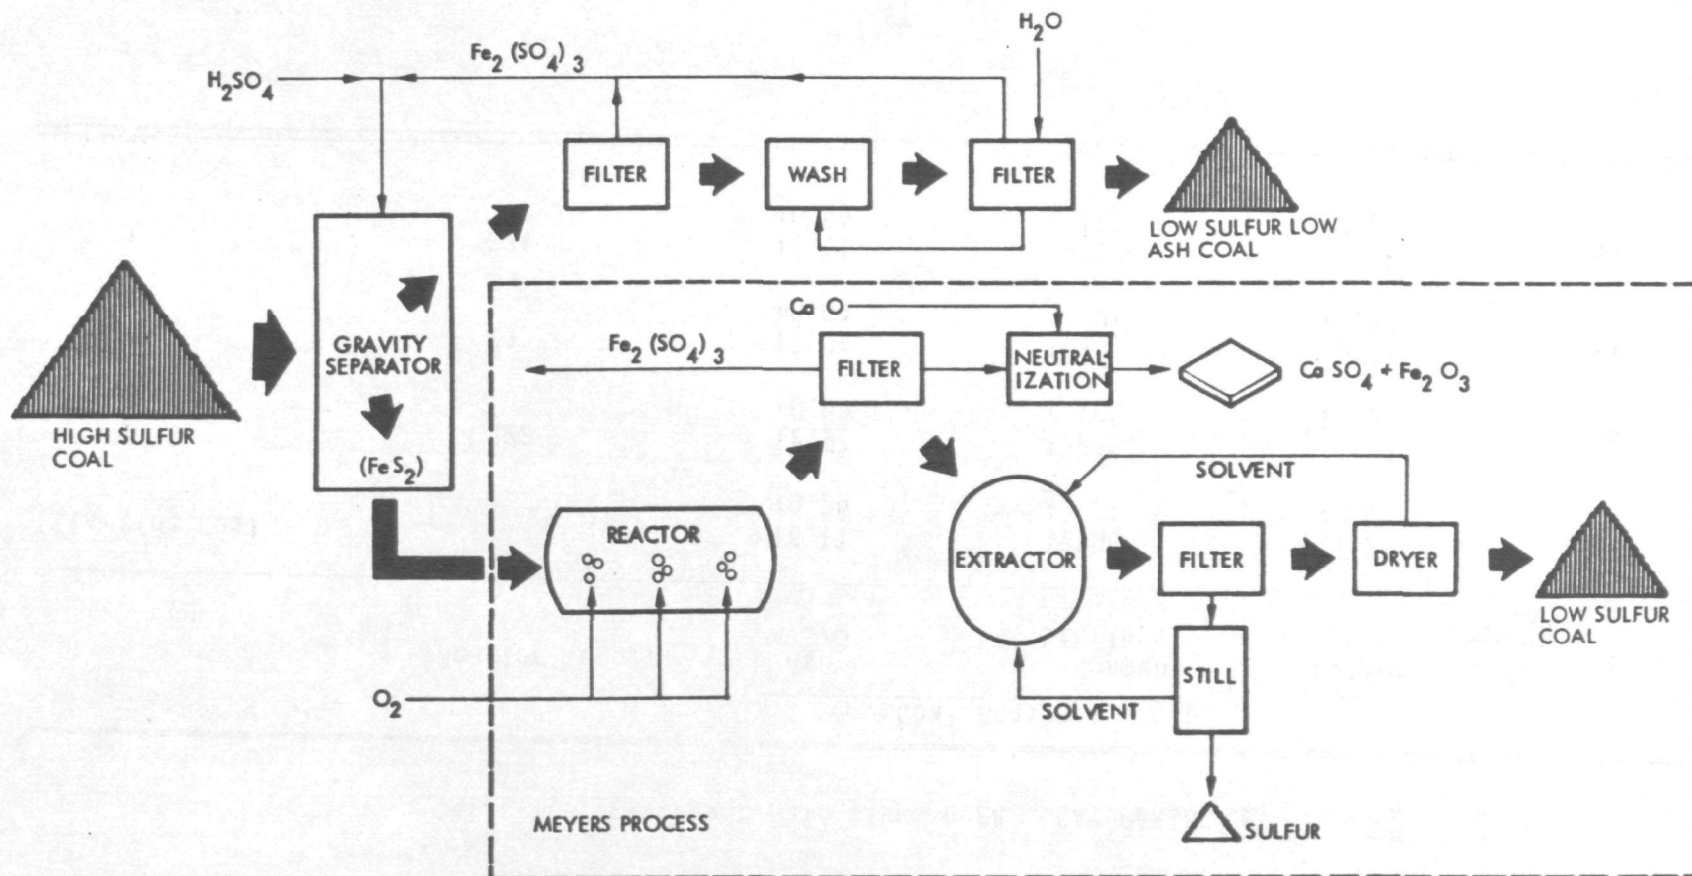 H2O
Fe2 (SO4) 3
H2SO4
FILTER
WASH
FILTER
LOW SULFUR LOW
ASH COAL
Ca O
Fe2 (SO4) 3
FILTER
NEUTRAL-
IZATION
Ca SO4 + Fe2 O3
GRAVITY
SEPARATOR
HIGH SULFUR
COAL
(Fe S2)
SOLVENT
REACTOR
EXTRACTOR
FILTER
DRYER
LOW SULFUR
COAL
STILL
O2
SOLVENT
MEYERS PROCESS
SULFUR